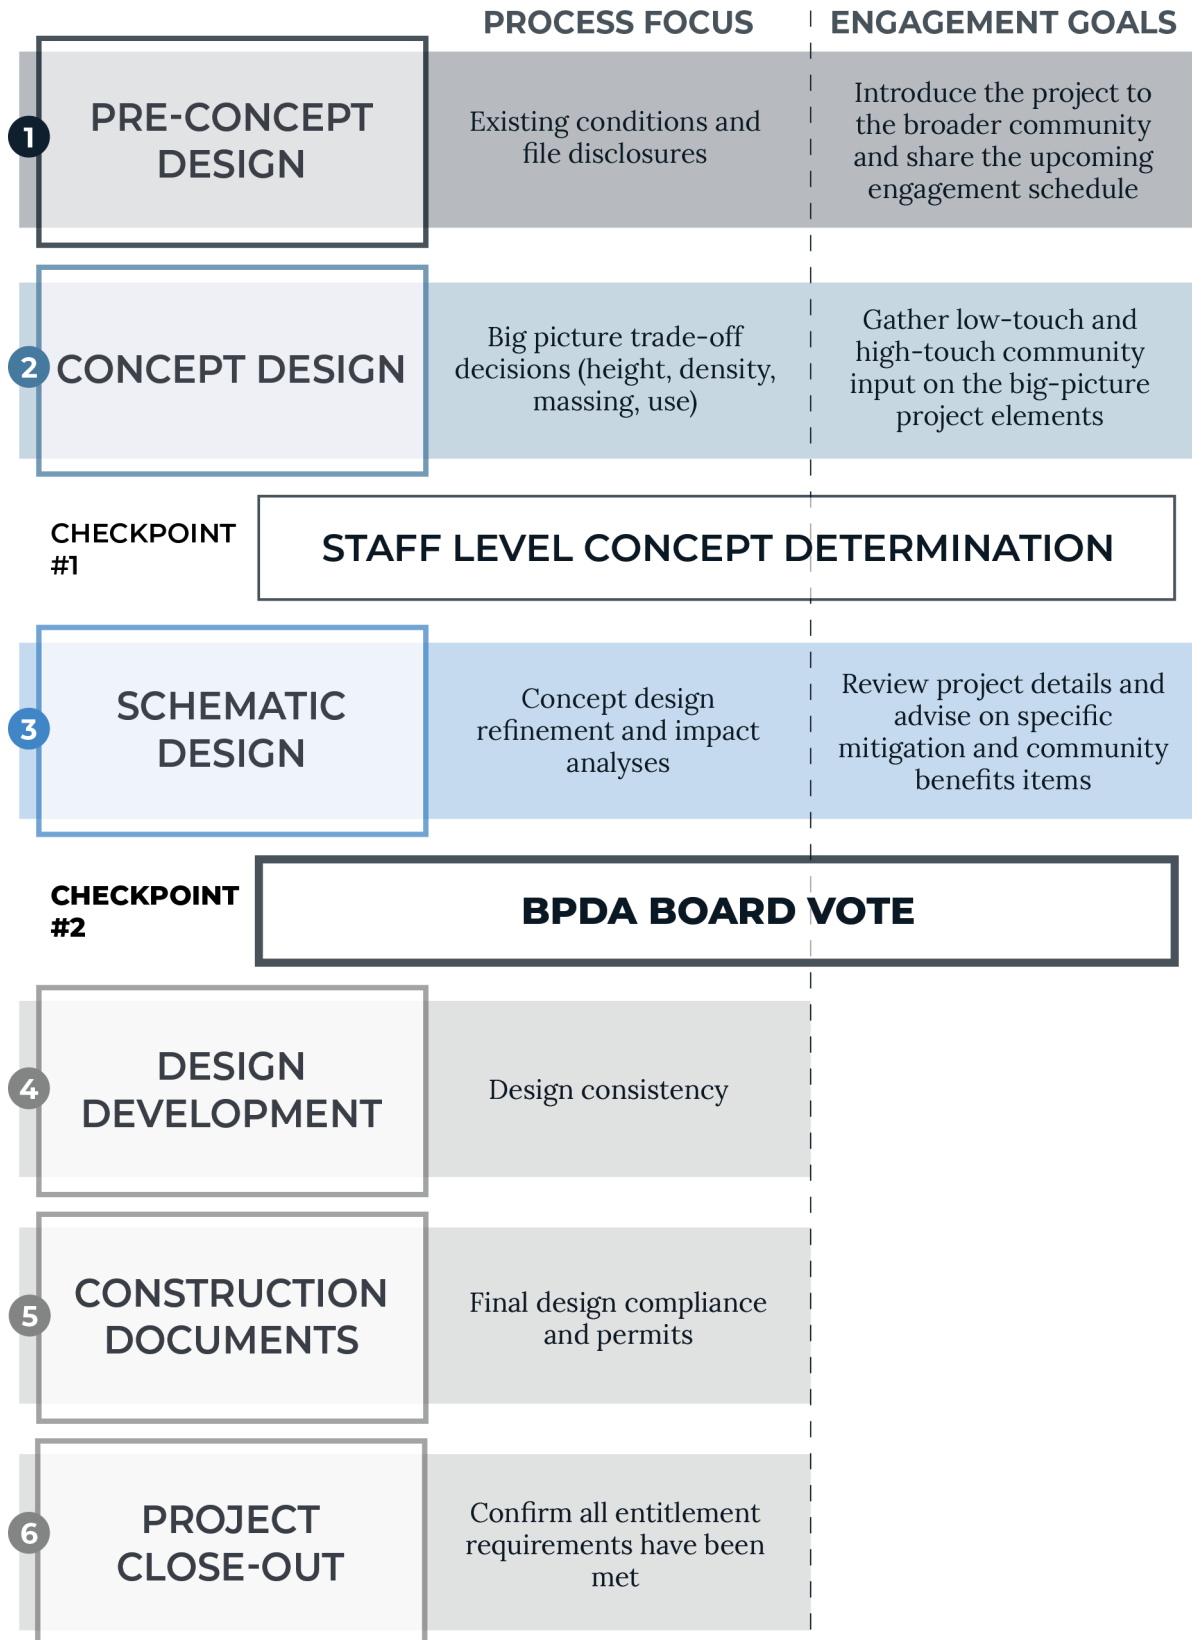 PROCESS FOCUS
ENGAGEMENT GOALS
1
PRE-CONCEPT
DESIGN
Existing conditions and
file disclosures
Introduce the project to
the broader community
and share the upcoming
engagement schedule
2
CONCEPT DESIGN
Big picture trade-off
decisions (height, density,
massing, use)
Gather low-touch and
high-touch community
input on the big-picture
project elements
CHECKPOINT
#1
STAFF LEVEL CONCEPT DETERMINATION
3
SCHEMATIC
DESIGN
Concept design
refinement and impact
analyses
Review project details and
advise on specific
mitigation and community
benefits items
CHECKPOINT
#2
BPDA BOARD VOTE
4
DESIGN
DEVELOPMENT
Design consistency
5
CONSTRUCTION
DOCUMENTS
Final design compliance
and permits
6
PROJECT
CLOSE-OUT
Confirm all entitlement
requirements have been
met